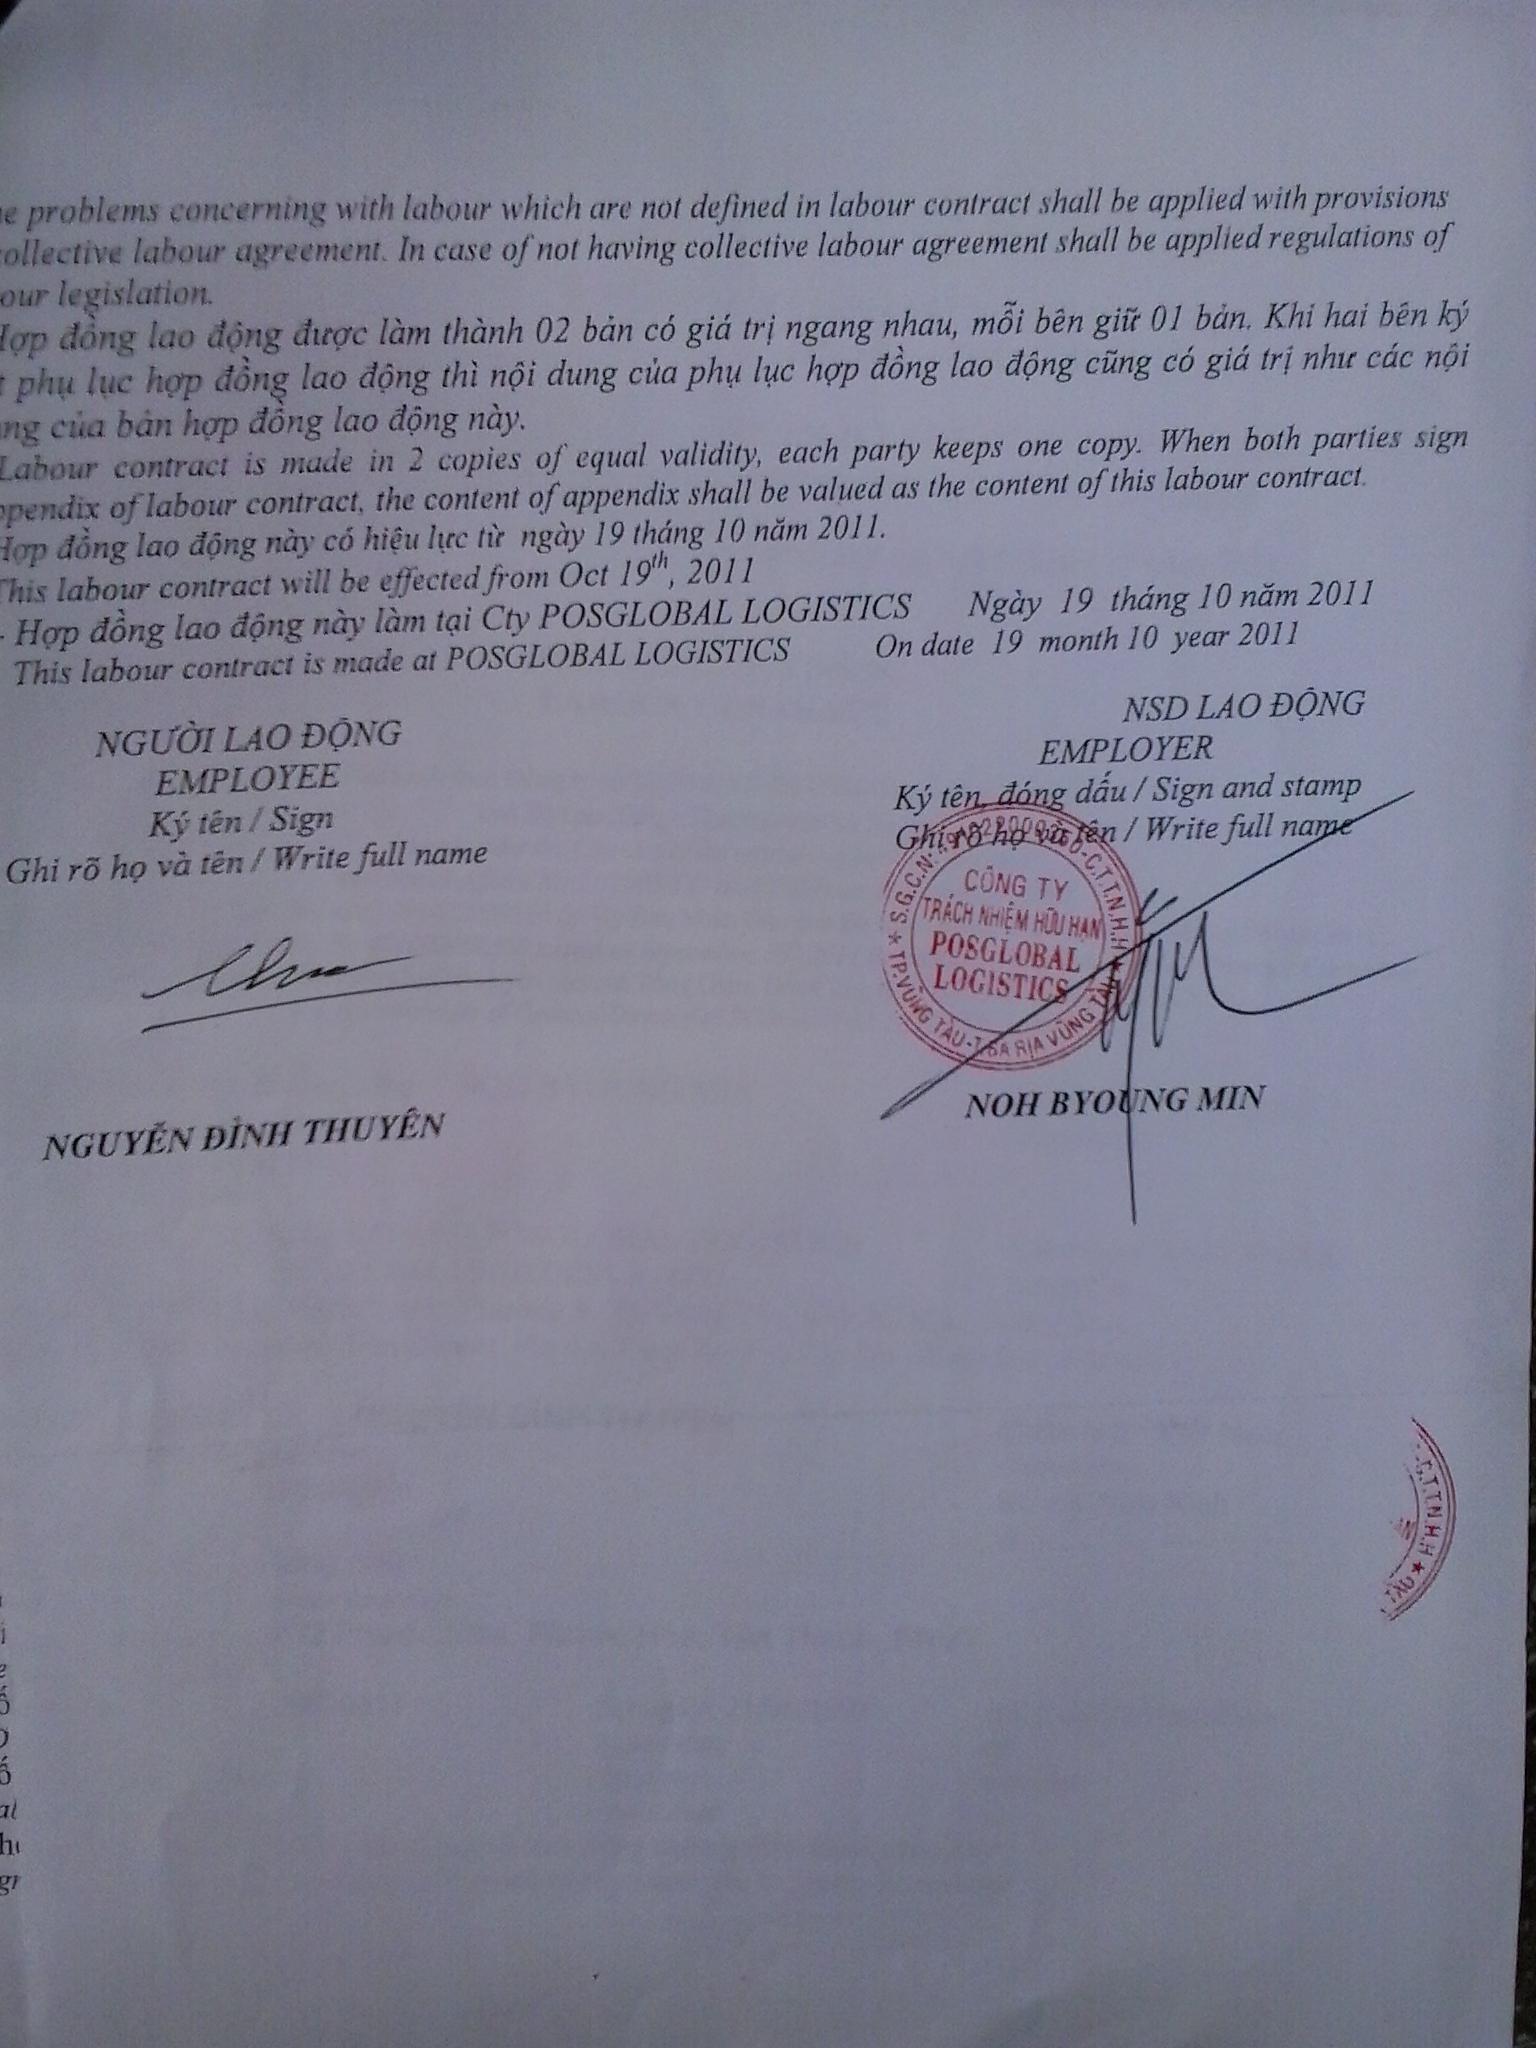 e problems concerning with labour which are not defined in labour contract shall be applied with provisions
ollective labour agreement. In case of not having collective labour agreement shall be applied regulations of
our legislation.
Hợp đồng lao động được làm thành 02 bản có giá trị ngang nhau, mỗi bên giữ 01 bản. Khi hai bên ký
t phụ lục hợp đồng lao động thì nội dung của phụ lục hợp đồng lao động cũng có giá trị như các nội
ng của bản hợp đồng lao động này.
Labour contract is made in 2 copies of equal validity, each party keeps one copy. When both parties sign
ppendix of labour contract, the content of appendix shall be valued as the content of this labour contract.
Hợp đồng lao động này có hiệu lực từ ngày 19 tháng 10 năm 2011.
This labour contract will be effected from Oct 19th, 2011
- Hợp đồng lao động này làm tại Cty POSGLOBAL LOGISTICS Ngày 19 tháng 10 năm 2011
This labour contract is made at POSGLOBAL LOGISTICS On date 19 month 10 year 2011
NGƯỜI LAO ĐỘNG
EMPLOYEE
Ký tên / Sign
Ghi rõ họ và tên / Write full name
NGUYỄN ĐÌNH THUYÊN
NSD LAO ĐỘNG
EMPLOYER
Ký tên, đóng dấu / Sign and stamp
Ghi rõ họ và tên / Write full name
S.G.C.N: C.T.T.N.H.H
CÔNG TY
TRÁCH NHIỆM HỮU HẠN
POSGLOBAL
LOGISTICS
TP.VŨNG TÀU-T.BÀ RỊA VŨNG TÀU
NOH BYOUNG MIN
C.T.T.N.H.H
TÀU